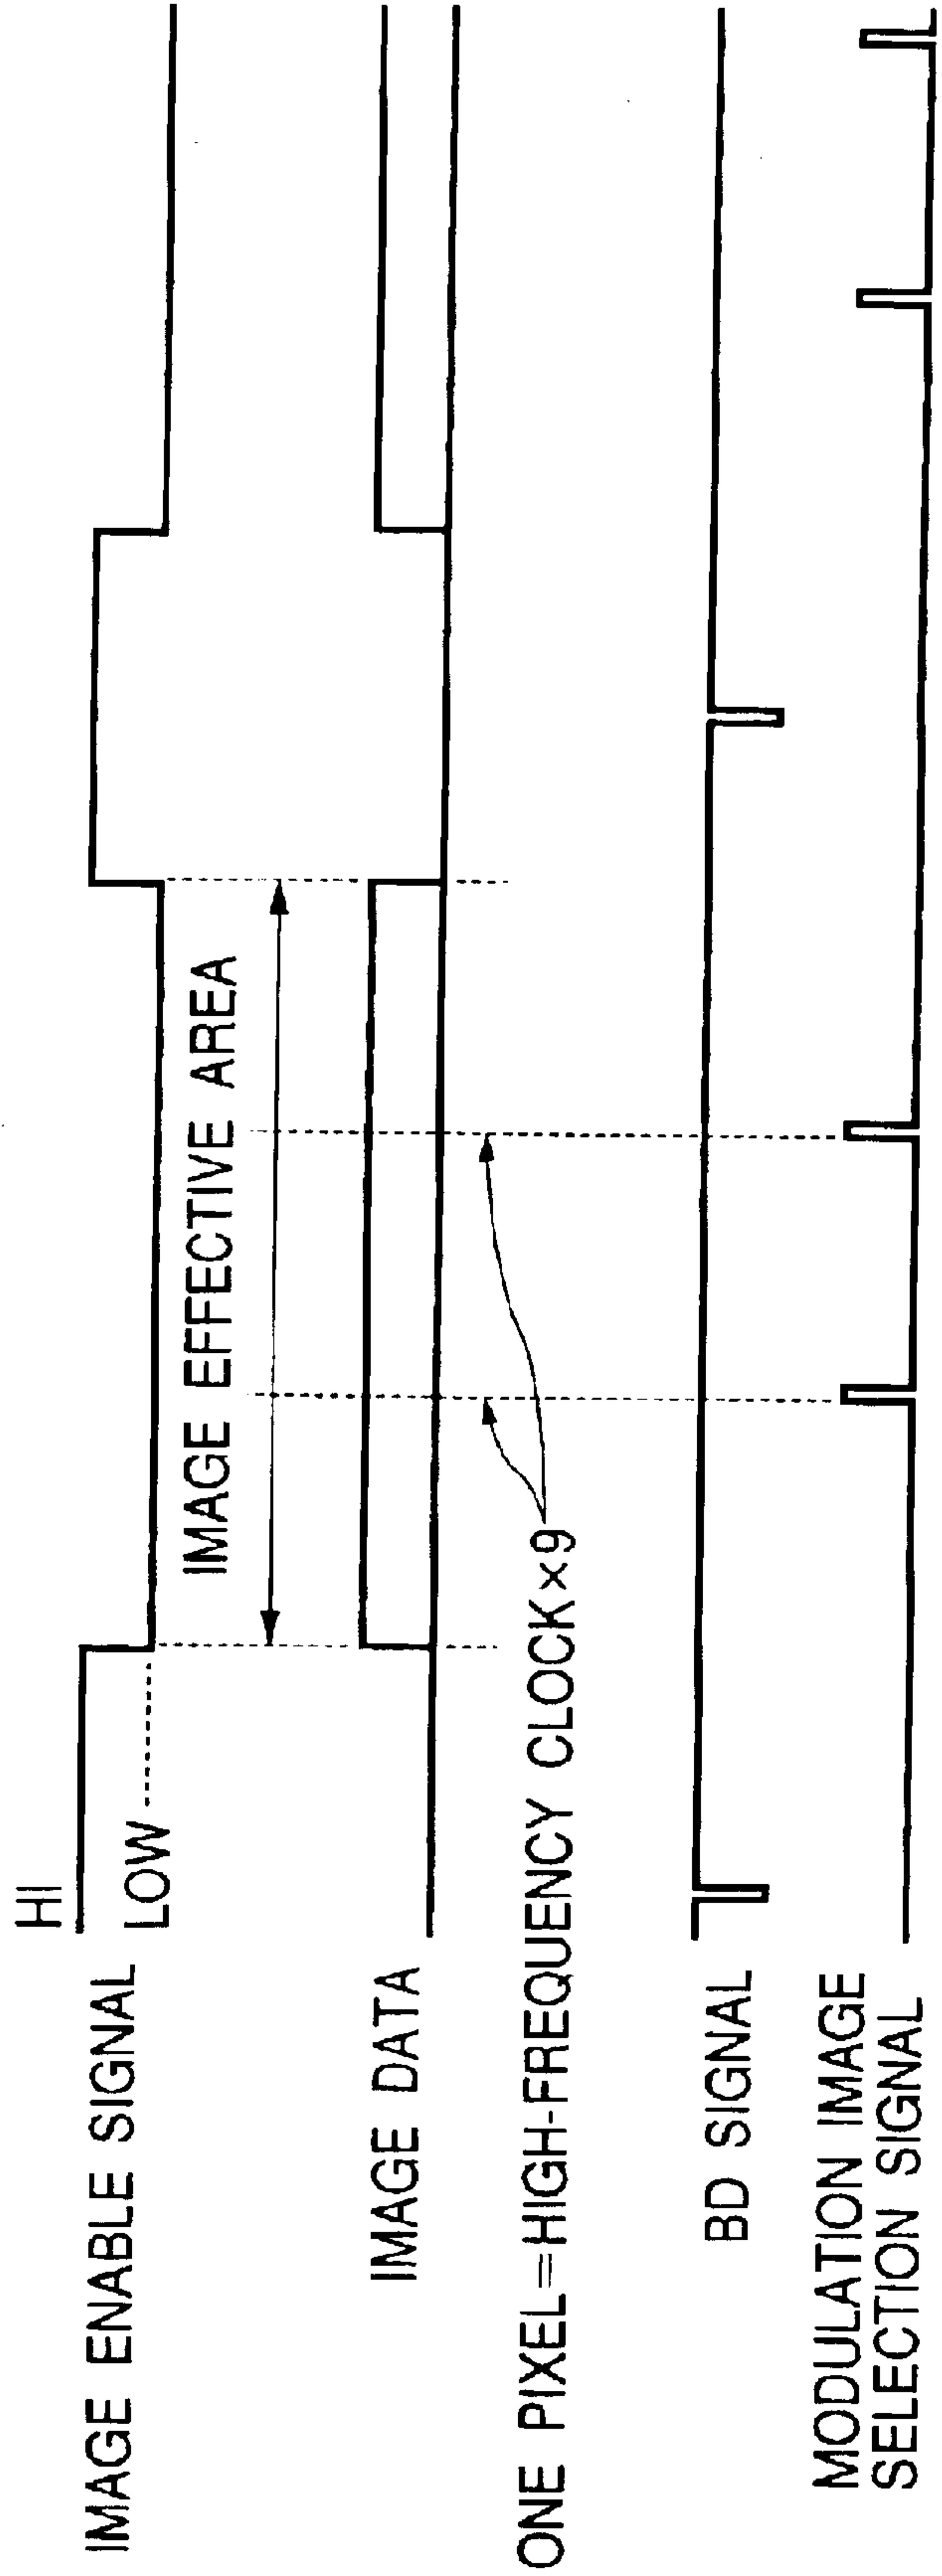 HI
IMAGE ENABLE SIGNAL
LOW
IMAGE EFFECTIVE AREA
IMAGE DATA
ONE PIXEL=HIGH-FREQUENCY CLOCK×9
BD SIGNAL
MODULATION IMAGE
SELECTION SIGNAL